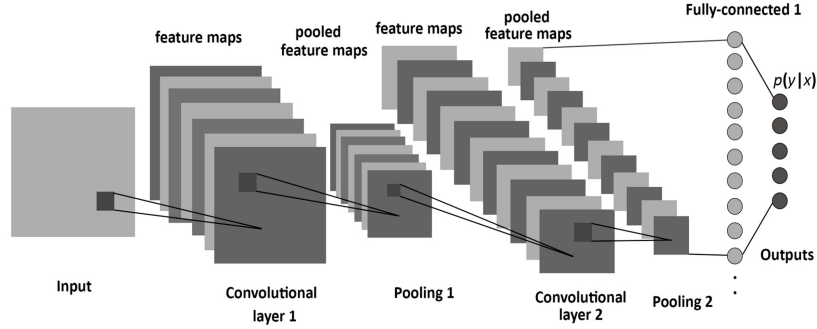 Fully-connected 1
feature maps
pooled
feature maps
feature maps
pooled
feature maps
p(y|x)
Input
Convolutional
layer 1
Pooling 1
Convolutional
layer 2
Pooling 2
Outputs